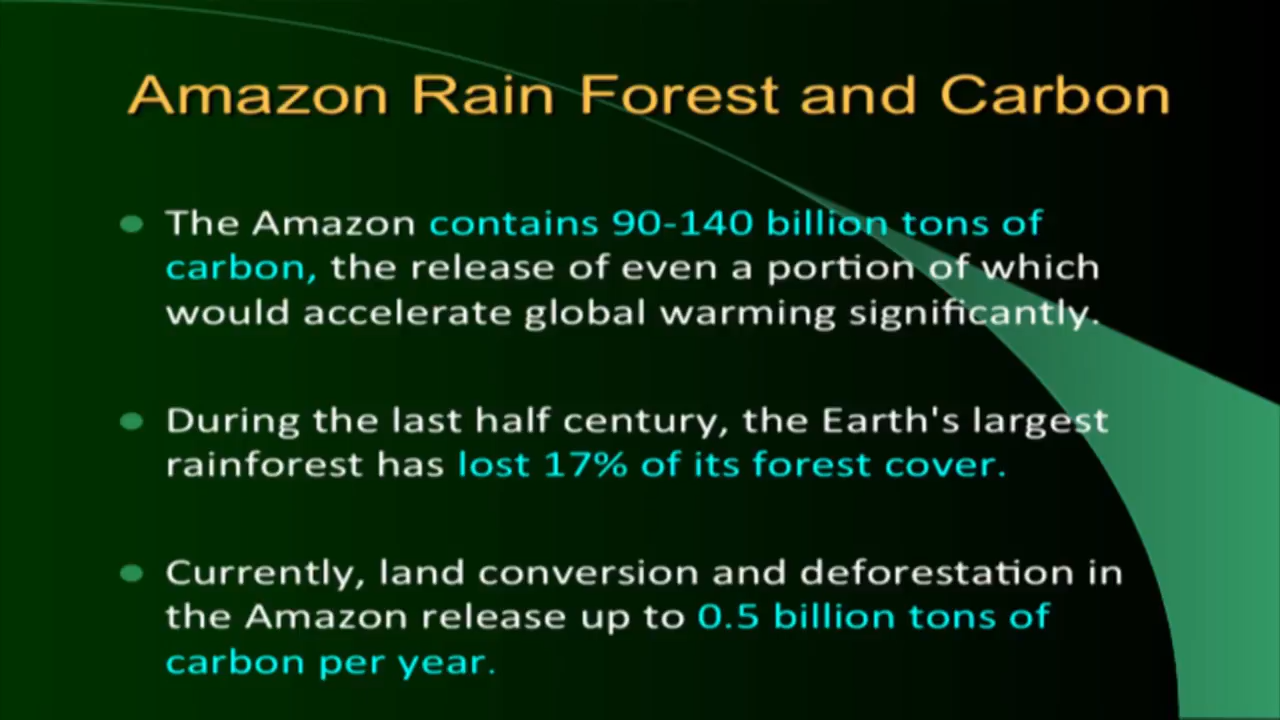 Amazon Rain Forest and Carbon
The Amazon contains 90-140 billion tons of
carbon, the release of even a portion of which
would accelerate global warming significantly.
During the last half century, the Earth's largest
rainforest has lost 17% of its forest cover.
Currently, land conversion and deforestation in
the Amazon release up to 0.5 billion tons of
carbon per year.